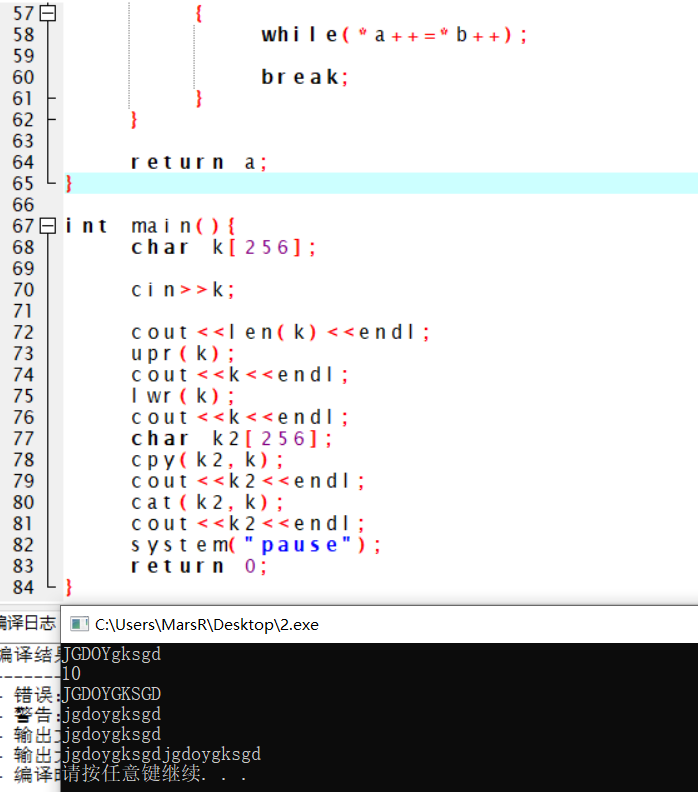 57 {
58 while(*a++=*b++);
59
60 break;
61 }
62 }
63
64 return a;
65 }
66
67 int main(){
68 char k[256];
69
70 cin>>k;
71
72 cout<<len(k)<<endl;
73 upr(k);
74 cout<<k<<endl;
75 lwr(k);
76 cout<<k<<endl;
77 char k2[256];
78 cpy(k2,k);
79 cout<<k2<<endl;
80 cat(k2,k);
81 cout<<k2<<endl;
82 system("pause");
83 return 0;
84 }
编译日志
C:\Users\MarsR\Desktop\2.exe
编译结
- 错误:
- 警告:
- 输出
- 输出
- 编译
JGDOYgksgd
10
JGDOYGKSGD
jgdoygksgd
jgdoygksgd
jgdoygksgdjgdoygksgd
请按任意键继续. . .